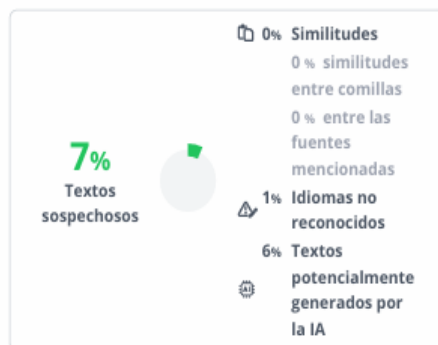 7%
Textos
sospechosos
0% Similitudes
0 % similitudes
entre comillas
0 % entre las
fuentes
mencionadas
1% Idiomas no
reconocidos
6% Textos
potencialmente
generados por
la IA
AI